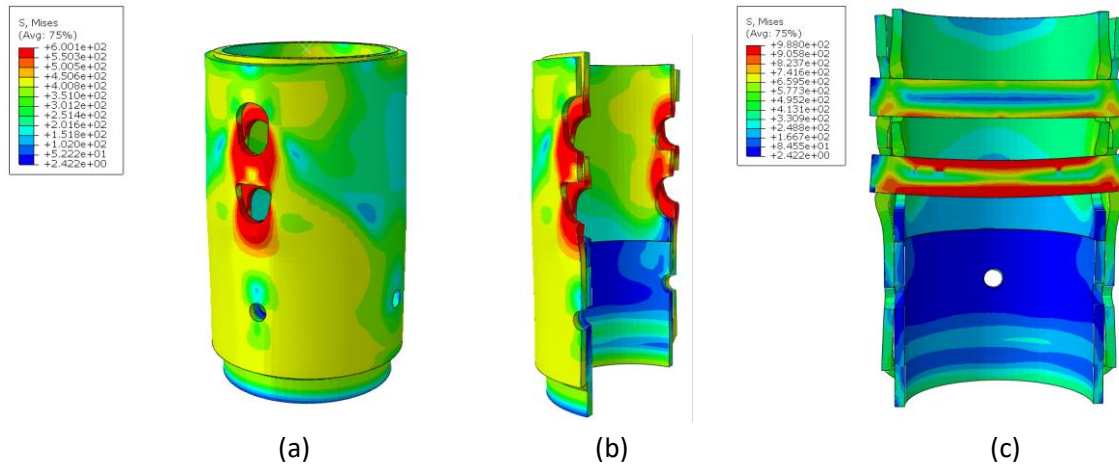 S, Mises
(Avg: 75%)
+6.001e+02
+5.503e+02
+5.005e+02
+4.506e+02
+4.008e+02
+3.510e+02
+3.012e+02
+2.514e+02
+2.016e+02
+1.518e+02
+1.020e+02
+5.222e+01
+2.422e+00
S, Mises
(Avg: 75%)
+9.880e+02
+9.058e+02
+8.237e+02
+7.416e+02
+6.595e+02
+5.773e+02
+4.952e+02
+4.131e+02
+3.309e+02
+2.488e+02
+1.667e+02
+8.455e+01
+2.422e+00
(a)
(b)
(c)